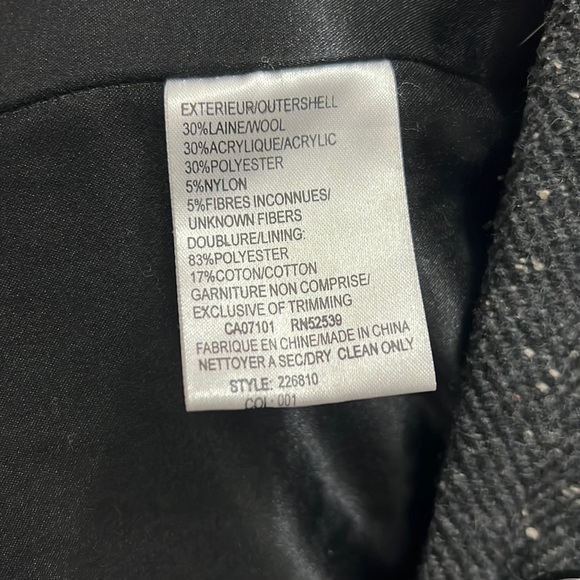 EXTERIEUR/OUTERSHELL
30%LAINE/WOOL
30%ACRYLIQUE/ACRYLIC
30%POLYESTER
5%NYLON
5%FIBRES INCONNUES/
UNKNOWN FIBERS
DOUBLURE/LINING:
83%POLYESTER
17%COTON/COTTON
GARNITURE NON COMPRISE/
EXCLUSIVE OF TRIMMING
CA07101 RN52539
FABRIQUE EN CHINE/MADE IN CHINA
NETTOYER A SEC/DRY CLEAN ONLY
STYLE: 226810
COL: 001